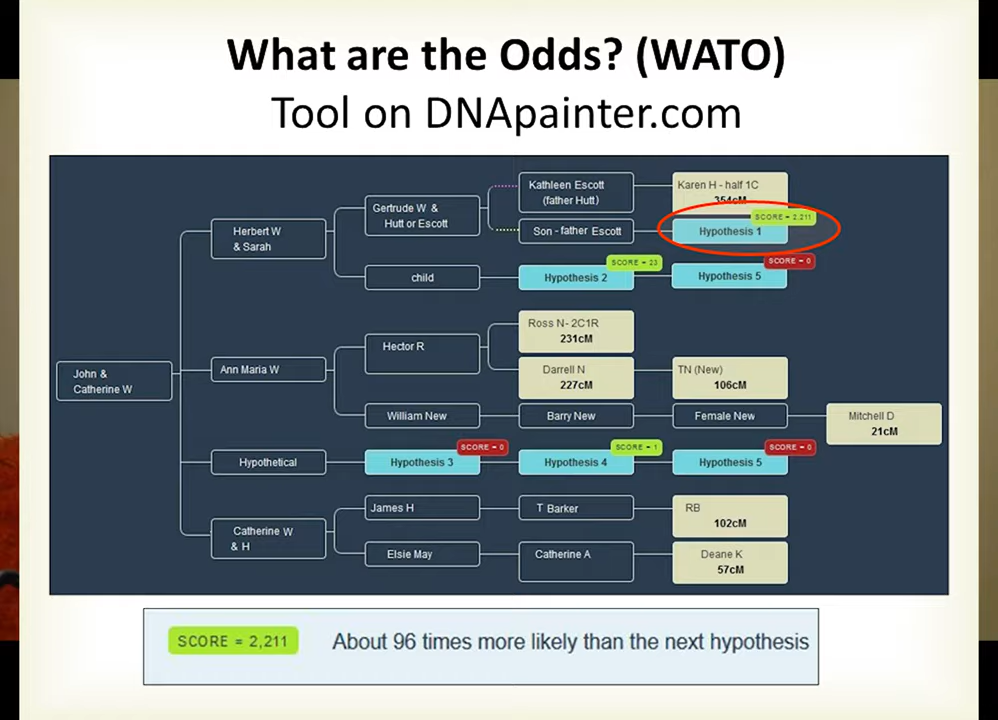 What are the Odds? (WATO)
Tool on DNApainter.com
Kathleen Escott
(father Hutt)
Karen H - half 1C
354cM
Gertrude W &
Hutt or Escott
SCORE = 2,211
Herbert W
& Sarah
Son - father Escott
Hypothesis 1
SCORE = 23
SCORE = 0
child
Hypothesis 2
Hypothesis 5
Ross N- 2C1R
231cM
Hector R
John &
Catherine W
Ann Maria W
Darrell N
227cM
TN (New)
106cM
William New
Barry New
Female New
Mitchell D
21cM
SCORE = 0
SCORE = 1
SCORE = 0
Hypothetical
Hypothesis 3
Hypothesis 4
Hypothesis 5
James H
T Barker
RB
102cM
Catherine W
& H
Elsie May
Catherine A
Deane K
57cM
SCORE = 2,211
About 96 times more likely than the next hypothesis